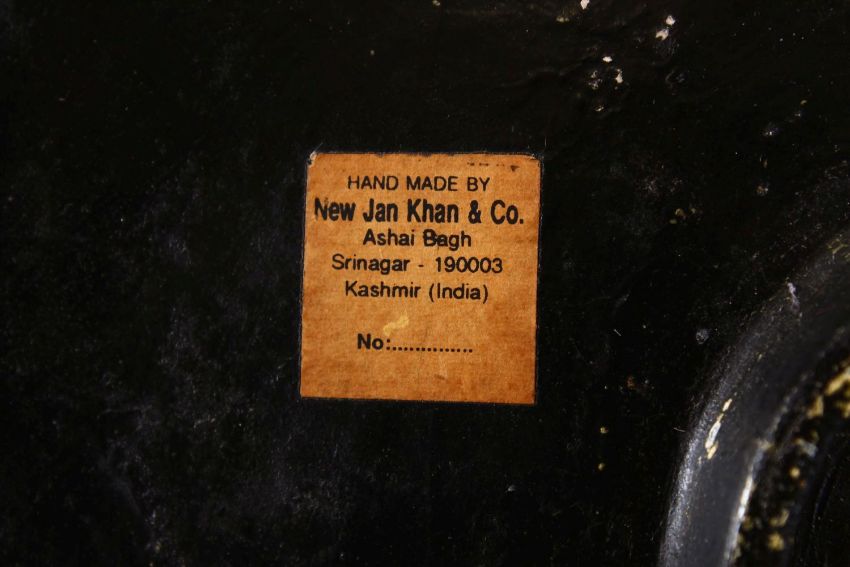 HAND MADE BY
New Jan Khan & Co.
Ashai Bagh
Srinagar - 190003
Kashmir (India)
No:...............